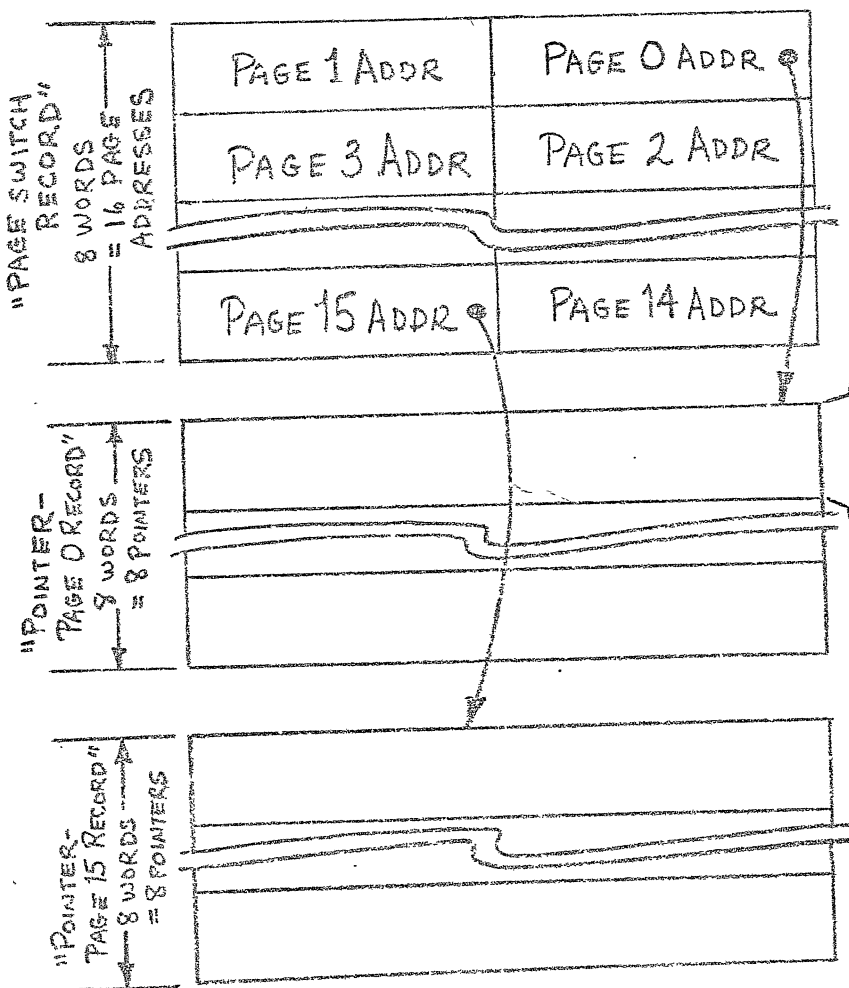 "PAGE SWITCH
RECORD"
8 WORDS
= 16 PAGE
ADDRESSES
PAGE 1 ADDR
PAGE 0 ADDR
PAGE 3 ADDR
PAGE 2 ADDR
PAGE 15 ADDR
PAGE 14 ADDR
"POINTER-
PAGE 0 RECORD"
8 WORDS
= 8 POINTERS
"POINTER-
PAGE 15 RECORD"
8 WORDS
= 8 POINTERS